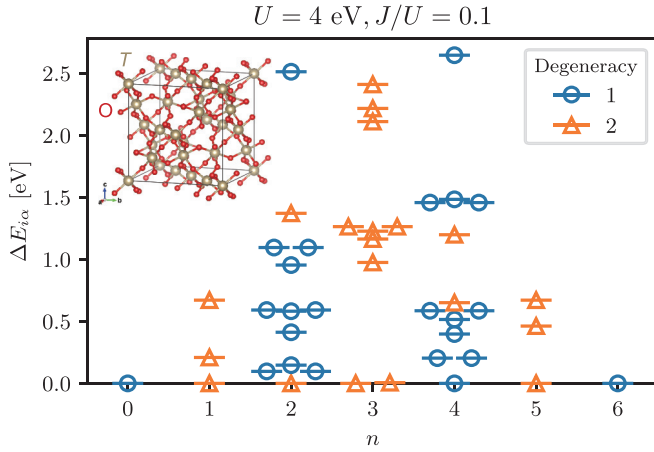 U = 4 eV, J/U = 0.1
T
O
c
a
b
Degeneracy
1
2
ΔE_{iα} [eV]
2.5
2.0
1.5
1.0
0.5
0.0
0 1 2 3 4 5 6
n